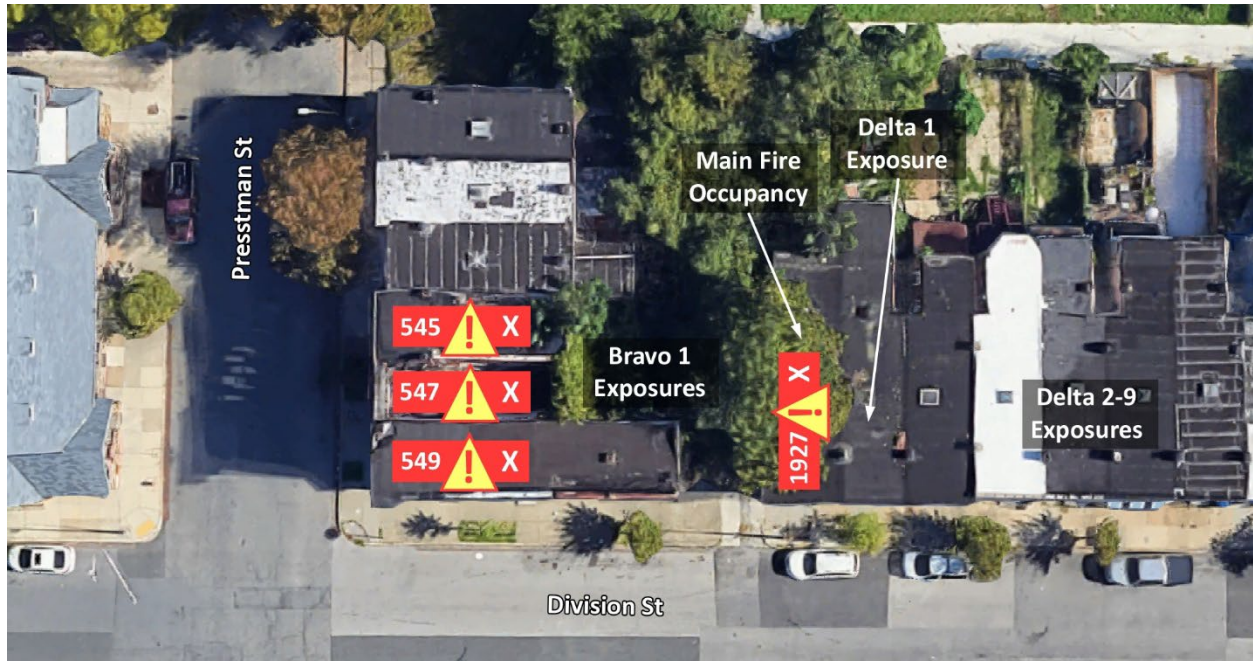 Presstman St
Main Fire
Occupancy
Delta 1
Exposure
545 ! X
547 ! X
549 ! X
Bravo 1
Exposures
1927 ! X
Delta 2-9
Exposures
Division St